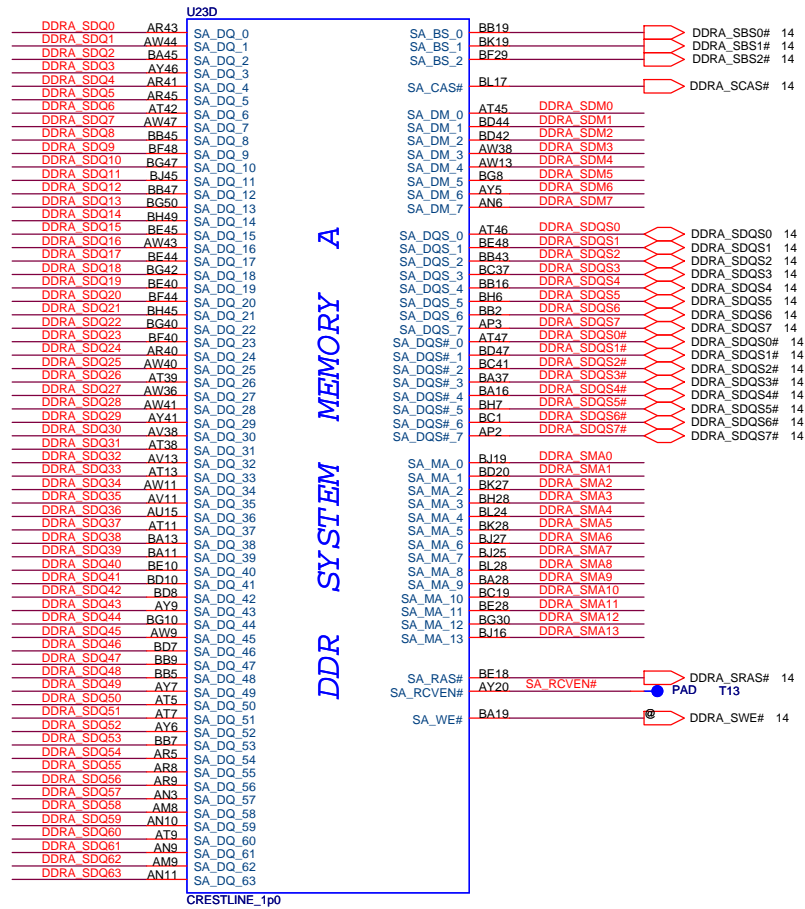 U23D
DDRA_SDQ0 AR43 SA_DQ_0
DDRA_SDQ1 AW44 SA_DQ_1
DDRA_SDQ2 BA45 SA_DQ_2
DDRA_SDQ3 AY46 SA_DQ_3
DDRA_SDQ4 AR41 SA_DQ_4
DDRA_SDQ5 AR45 SA_DQ_5
DDRA_SDQ6 AT42 SA_DQ_6
DDRA_SDQ7 AW47 SA_DQ_7
DDRA_SDQ8 BB45 SA_DQ_8
DDRA_SDQ9 BF48 SA_DQ_9
DDRA_SDQ10 BG47 SA_DQ_10
DDRA_SDQ11 BJ45 SA_DQ_11
DDRA_SDQ12 BB47 SA_DQ_12
DDRA_SDQ13 BG50 SA_DQ_13
DDRA_SDQ14 BH49 SA_DQ_14
DDRA_SDQ15 BE45 SA_DQ_15
DDRA_SDQ16 AW43 SA_DQ_16
DDRA_SDQ17 BE44 SA_DQ_17
DDRA_SDQ18 BG42 SA_DQ_18
DDRA_SDQ19 BE40 SA_DQ_19
DDRA_SDQ20 BF44 SA_DQ_20
DDRA_SDQ21 BH45 SA_DQ_21
DDRA_SDQ22 BG40 SA_DQ_22
DDRA_SDQ23 BF40 SA_DQ_23
DDRA_SDQ24 AR40 SA_DQ_24
DDRA_SDQ25 AW40 SA_DQ_25
DDRA_SDQ26 AT39 SA_DQ_26
DDRA_SDQ27 AW36 SA_DQ_27
DDRA_SDQ28 AW41 SA_DQ_28
DDRA_SDQ29 AY41 SA_DQ_29
DDRA_SDQ30 AV38 SA_DQ_30
DDRA_SDQ31 AT38 SA_DQ_31
DDRA_SDQ32 AV13 SA_DQ_32
DDRA_SDQ33 AT13 SA_DQ_33
DDRA_SDQ34 AW11 SA_DQ_34
DDRA_SDQ35 AV11 SA_DQ_35
DDRA_SDQ36 AU15 SA_DQ_36
DDRA_SDQ37 AT11 SA_DQ_37
DDRA_SDQ38 BA13 SA_DQ_38
DDRA_SDQ39 BA11 SA_DQ_39
DDRA_SDQ40 BE10 SA_DQ_40
DDRA_SDQ41 BD10 SA_DQ_41
DDRA_SDQ42 BD8 SA_DQ_42
DDRA_SDQ43 AY9 SA_DQ_43
DDRA_SDQ44 BG10 SA_DQ_44
DDRA_SDQ45 AW9 SA_DQ_45
DDRA_SDQ46 BD7 SA_DQ_46
DDRA_SDQ47 BB9 SA_DQ_47
DDRA_SDQ48 BB5 SA_DQ_48
DDRA_SDQ49 AY7 SA_DQ_49
DDRA_SDQ50 AT5 SA_DQ_50
DDRA_SDQ51 AT7 SA_DQ_51
DDRA_SDQ52 AY6 SA_DQ_52
DDRA_SDQ53 BB7 SA_DQ_53
DDRA_SDQ54 AR5 SA_DQ_54
DDRA_SDQ55 AR8 SA_DQ_55
DDRA_SDQ56 AR9 SA_DQ_56
DDRA_SDQ57 AN3 SA_DQ_57
DDRA_SDQ58 AM8 SA_DQ_58
DDRA_SDQ59 AN10 SA_DQ_59
DDRA_SDQ60 AT9 SA_DQ_60
DDRA_SDQ61 AN9 SA_DQ_61
DDRA_SDQ62 AM9 SA_DQ_62
DDRA_SDQ63 AN11 SA_DQ_63
DDR SYSTEM MEMORY A
SA_BS_0 BB19 DDRA_SBS0# 14
SA_BS_1 BK19 DDRA_SBS1# 14
SA_BS_2 BF29 DDRA_SBS2# 14
SA_CAS# BL17 DDRA_SCAS# 14
SA_DM_0 AT45 DDRA_SDM0
SA_DM_1 BD44 DDRA_SDM1
SA_DM_2 BD42 DDRA_SDM2
SA_DM_3 AW38 DDRA_SDM3
SA_DM_4 AW13 DDRA_SDM4
SA_DM_5 BG8 DDRA_SDM5
SA_DM_6 AY5 DDRA_SDM6
SA_DM_7 AN6 DDRA_SDM7
SA_DQS_0 AT46 DDRA_SDQS0 DDRA_SDQS0 14
SA_DQS_1 BE48 DDRA_SDQS1 DDRA_SDQS1 14
SA_DQS_2 BB43 DDRA_SDQS2 DDRA_SDQS2 14
SA_DQS_3 BC37 DDRA_SDQS3 DDRA_SDQS3 14
SA_DQS_4 BB16 DDRA_SDQS4 DDRA_SDQS4 14
SA_DQS_5 BH6 DDRA_SDQS5 DDRA_SDQS5 14
SA_DQS_6 BB2 DDRA_SDQS6 DDRA_SDQS6 14
SA_DQS_7 AP3 DDRA_SDQS7 DDRA_SDQS7 14
SA_DQS#_0 AT47 DDRA_SDQS0# DDRA_SDQS0# 14
SA_DQS#_1 BD47 DDRA_SDQS1# DDRA_SDQS1# 14
SA_DQS#_2 BC41 DDRA_SDQS2# DDRA_SDQS2# 14
SA_DQS#_3 BA37 DDRA_SDQS3# DDRA_SDQS3# 14
SA_DQS#_4 BA16 DDRA_SDQS4# DDRA_SDQS4# 14
SA_DQS#_5 BH7 DDRA_SDQS5# DDRA_SDQS5# 14
SA_DQS#_6 BC1 DDRA_SDQS6# DDRA_SDQS6# 14
SA_DQS#_7 AP2 DDRA_SDQS7# DDRA_SDQS7# 14
SA_MA_0 BJ19 DDRA_SMA0
SA_MA_1 BD20 DDRA_SMA1
SA_MA_2 BK27 DDRA_SMA2
SA_MA_3 BH28 DDRA_SMA3
SA_MA_4 BL24 DDRA_SMA4
SA_MA_5 BK28 DDRA_SMA5
SA_MA_6 BJ27 DDRA_SMA6
SA_MA_7 BJ25 DDRA_SMA7
SA_MA_8 BL28 DDRA_SMA8
SA_MA_9 BA28 DDRA_SMA9
SA_MA_10 BC19 DDRA_SMA10
SA_MA_11 BE28 DDRA_SMA11
SA_MA_12 BG30 DDRA_SMA12
SA_MA_13 BJ16 DDRA_SMA13
SA_RAS# BE18 DDRA_SRAS# 14
SA_RCVEN# AY20 SA_RCVEN# PAD T13
SA_WE# BA19 @ DDRA_SWE# 14
CRESTLINE_1p0